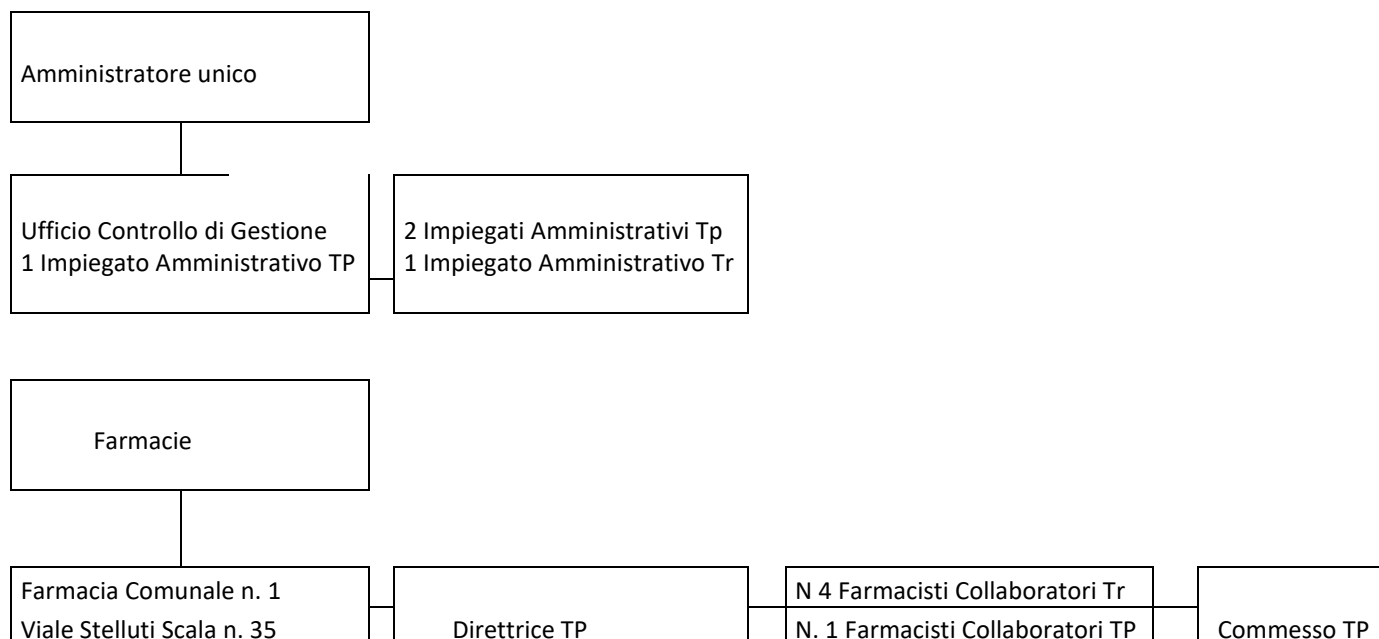 Amministratore unico
Ufficio Controllo di Gestione
1 Impiegato Amministrativo TP
2 Impiegati Amministrativi Tp
1 Impiegato Amministrativo Tr
Farmacie
Farmacia Comunale n. 1
Viale Stelluti Scala n. 35
Direttrice TP
N 4 Farmacisti Collaboratori Tr
N. 1 Farmacisti Collaboratori TP
Commesso TP